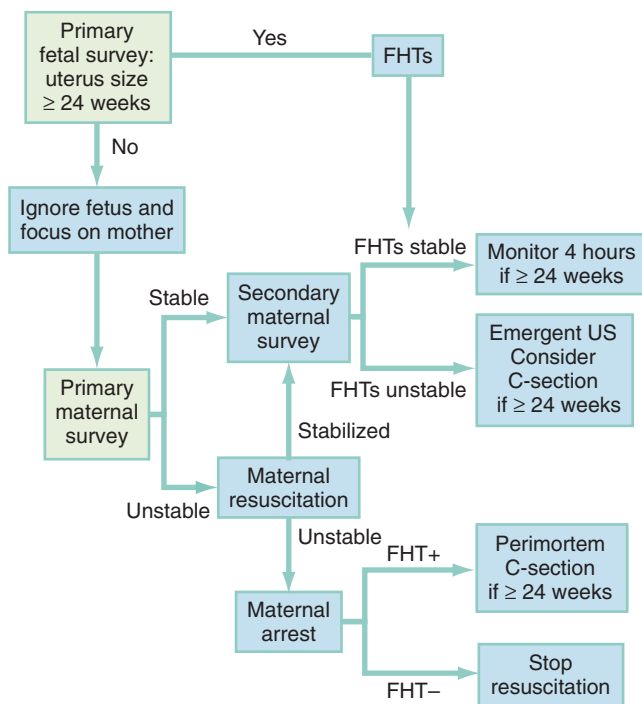 Primary
fetal survey:
uterus size
≥ 24 weeks
Yes
FHTs
No
Ignore fetus and
focus on mother
FHTs stable
Monitor 4 hours
if ≥ 24 weeks
Stable
Secondary
maternal
survey
Emergent US
Consider
C-section
if ≥ 24 weeks
FHTs unstable
Primary
maternal
survey
Stabilized
Unstable
Maternal
resuscitation
Unstable
FHT+
Perimortem
C-section
if ≥ 24 weeks
Maternal
arrest
FHT–
Stop
resuscitation